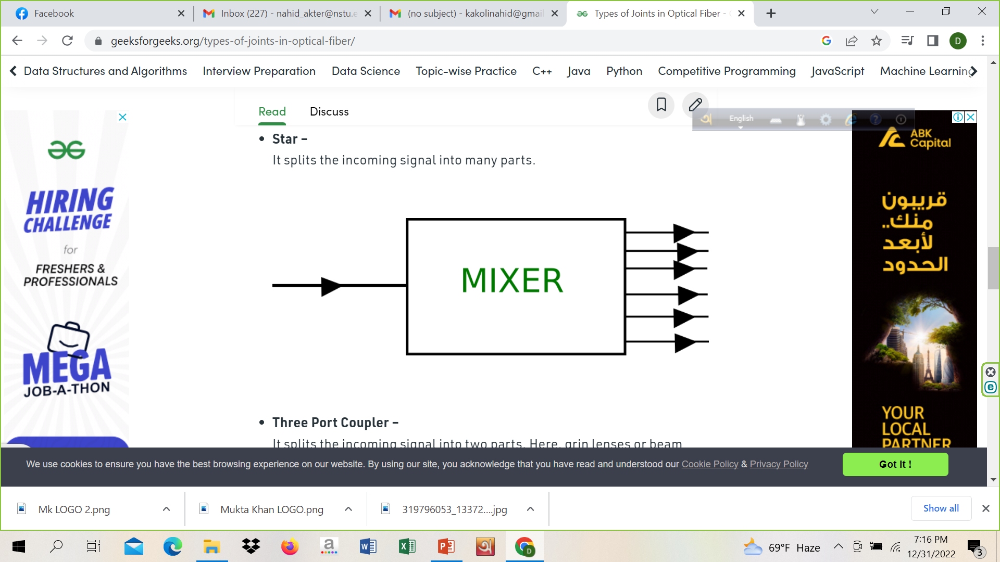 Facebook
Inbox (227) - nahid_akter@nstu.e
(no subject) - kakolinahid@gmail
Types of Joints in Optical Fiber -
geeksforgeeks.org/types-of-joints-in-optical-fiber/
D
Data Structures and Algorithms Interview Preparation Data Science Topic-wise Practice C++ Java Python Competitive Programming JavaScript Machine Learning
Read Discuss
অ English
• Star –
It splits the incoming signal into many parts.
MIXER
• Three Port Coupler –
It splits the incoming signal into two parts. Here, grin lenses or beam
HIRING
CHALLENGE
for
FRESHERS &
PROFESSIONALS
MEGA
JOB-A-THON
ABK
Capital
قريبون
منك..
لأبعد
الحدود
YOUR
LOCAL
PARTNER
e
We use cookies to ensure you have the best browsing experience on our website. By using our site, you acknowledge that you have read and understood our Cookie Policy & Privacy Policy
Got It !
Mk LOGO 2.png
Mukta Khan LOGO.png
319796053_13372....jpg
Show all
a
অ
D
69°F Haze
7:16 PM
12/31/2022
3